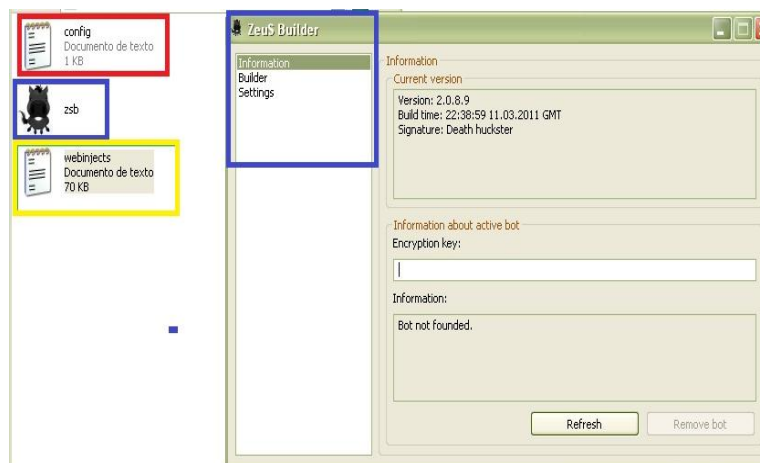 config
Documento de texto
1 KB
zsb
webinjects
Documento de texto
70 KB
ZeuS Builder
Information
Builder
Settings
Information
Current version
Version: 2.0.8.9
Build time: 22:38:59 11.03.2011 GMT
Signature: Death huckster
Information about active bot
Encryption key:
Information:
Bot not founded.
Refresh
Remove bot